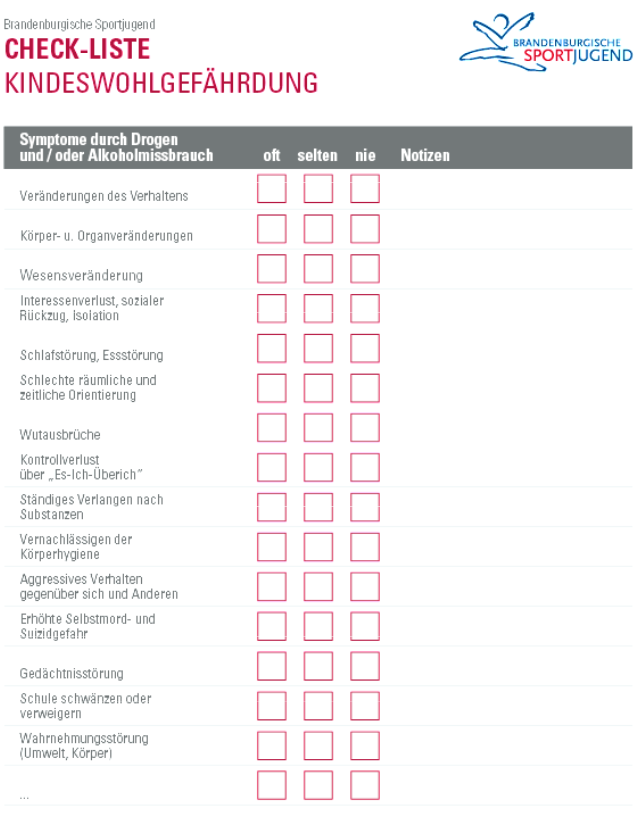 Brandenburgische Sportjugend
CHECK-LISTE
KINDESWOHLGEFÄHRDUNG
BRANDENBURGISCHE
SPORTJUGEND
Symptome durch Drogen
und / oder Alkoholmissbrauch oft selten nie Notizen
Veränderungen des Verhaltens
Körper- u. Organveränderungen
Wesensveränderung
Interessenverlust, sozialer
Rückzug, Isolation
Schlafstörung, Essstörung
Schlechte räumliche und
zeitliche Orientierung
Wutausbrüche
Kontrollverlust
über „Es-Ich-Überich“
Ständiges Verlangen nach
Substanzen
Vernachlässigen der
Körperhygiene
Aggressives Verhalten
gegenüber sich und Anderen
Erhöhte Selbstmord- und
Suizidgefahr
Gedächtnisstörung
Schule schwänzen oder
verweigern
Wahrnehmungsstörung
(Umwelt, Körper)
...